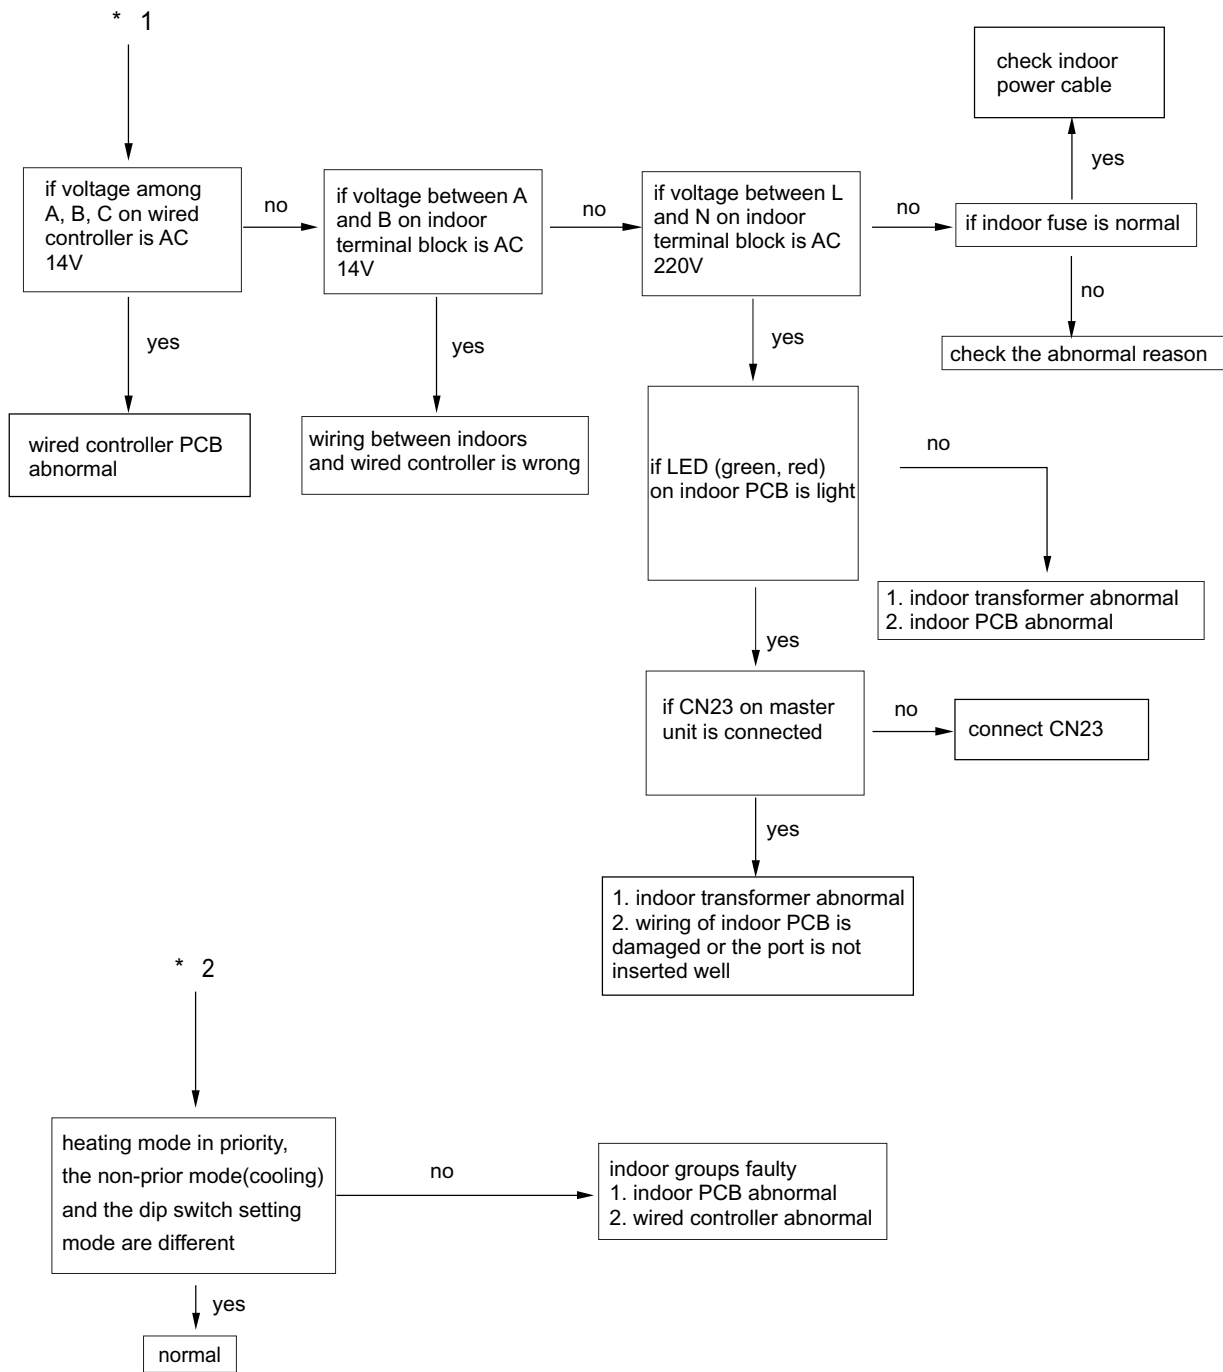 * 1
check indoor
power cable
yes
if voltage among
A, B, C on wired
controller is AC
14V
no
if voltage between A
and B on indoor
terminal block is AC
14V
no
if voltage between L
and N on indoor
terminal block is AC
220V
no
if indoor fuse is normal
no
yes
yes
yes
check the abnormal reason
wired controller PCB
abnormal
wiring between indoors
and wired controller is wrong
if LED (green, red)
on indoor PCB is light
no
1. indoor transformer abnormal
2. indoor PCB abnormal
yes
if CN23 on master
unit is connected
no
connect CN23
yes
1. indoor transformer abnormal
2. wiring of indoor PCB is
damaged or the port is not
inserted well
* 2
heating mode in priority,
the non-prior mode(cooling)
and the dip switch setting
mode are different
no
indoor groups faulty
1. indoor PCB abnormal
2. wired controller abnormal
yes
normal